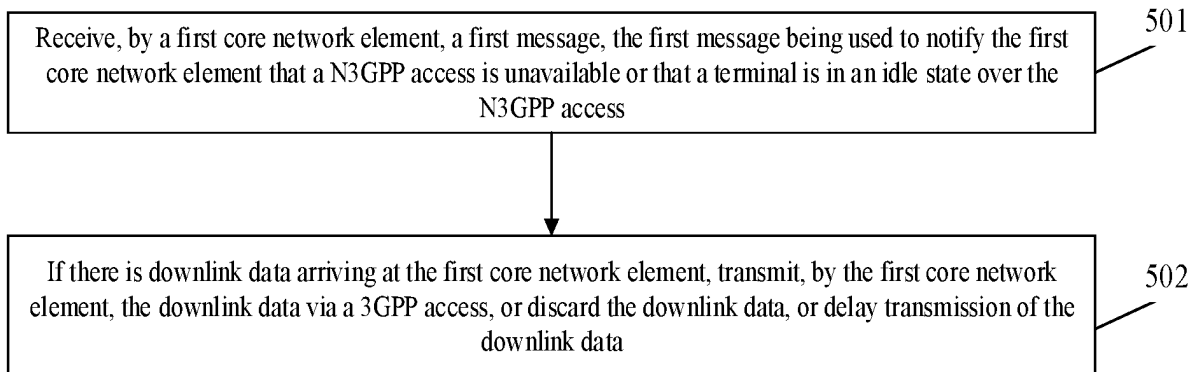 501
Receive, by a first core network element, a first message, the first message being used to notify the first
core network element that a N3GPP access is unavailable or that a terminal is in an idle state over the
N3GPP access
502
If there is downlink data arriving at the first core network element, transmit, by the first core network
element, the downlink data via a 3GPP access, or discard the downlink data, or delay transmission of the
downlink data